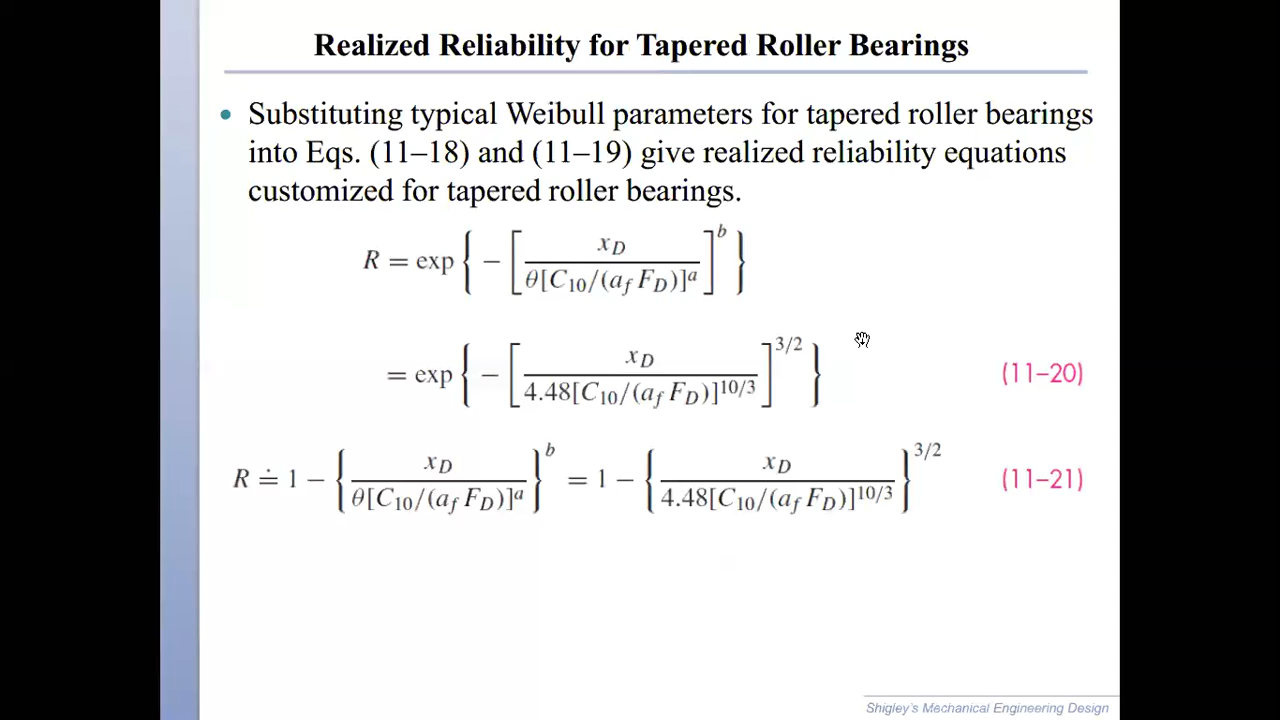 Realized Reliability for Tapered Roller Bearings
• Substituting typical Weibull parameters for tapered roller bearings
into Eqs. (11–18) and (11–19) give realized reliability equations
customized for tapered roller bearings.
R = exp { − [ x_D / θ[C_10/(a_f F_D)]^a ]^b }
= exp { − [ x_D / 4.48[C_10/(a_f F_D)]^10/3 ]^3/2 } (11–20)
R ≐ 1 − { x_D / θ[C_10/(a_f F_D)]^a }^b = 1 − { x_D / 4.48[C_10/(a_f F_D)]^10/3 }^3/2 (11–21)
Shigley's Mechanical Engineering Design